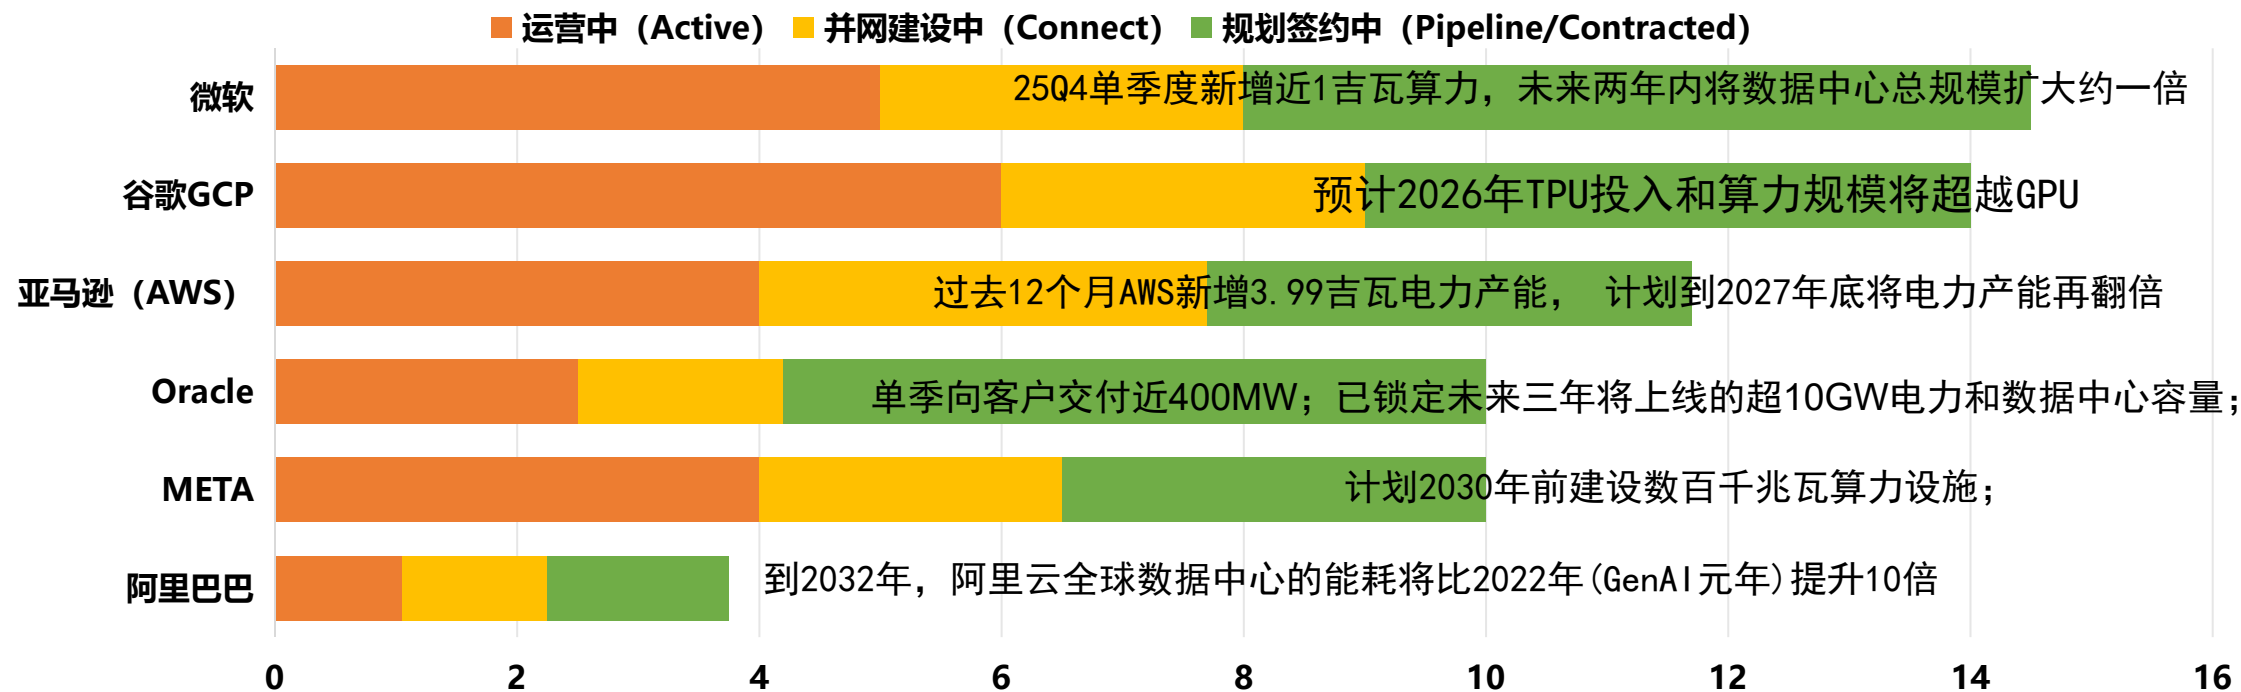 运营中（Active） 并网建设中（Connect） 规划签约中（Pipeline/Contracted）
微软 25Q4单季度新增近1吉瓦算力，未来两年内将数据中心总规模扩大约一倍
谷歌GCP 预计2026年TPU投入和算力规模将超越GPU
亚马逊（AWS） 过去12个月AWS新增3.99吉瓦电力产能， 计划到2027年底将电力产能再翻倍
Oracle 单季向客户交付近400MW；已锁定未来三年将上线的超10GW电力和数据中心容量；
META 计划2030年前建设数百千兆瓦算力设施；
阿里巴巴 到2032年，阿里云全球数据中心的能耗将比2022年(GenAI元年)提升10倍
0 2 4 6 8 10 12 14 16